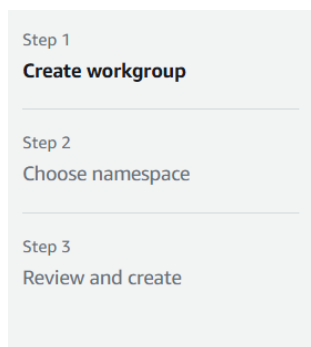 Step 1
Create workgroup
Step 2
Choose namespace
Step 3
Review and create